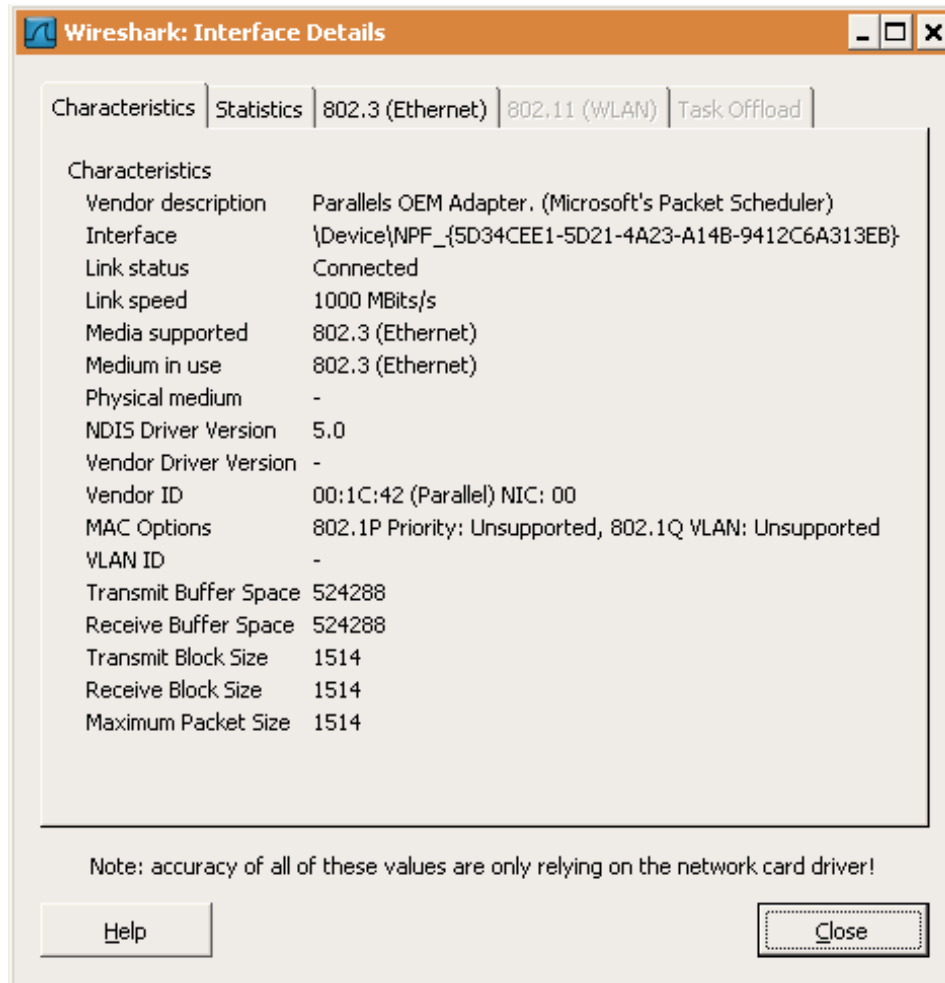 Wireshark: Interface Details
Characteristics Statistics 802.3 (Ethernet) 802.11 (WLAN) Task Offload
Characteristics
Vendor description Parallels OEM Adapter. (Microsoft's Packet Scheduler)
Interface \Device\NPF_{5D34CEE1-5D21-4A23-A14B-9412C6A313EB}
Link status Connected
Link speed 1000 MBits/s
Media supported 802.3 (Ethernet)
Medium in use 802.3 (Ethernet)
Physical medium -
NDIS Driver Version 5.0
Vendor Driver Version -
Vendor ID 00:1C:42 (Parallel) NIC: 00
MAC Options 802.1P Priority: Unsupported, 802.1Q VLAN: Unsupported
VLAN ID -
Transmit Buffer Space 524288
Receive Buffer Space 524288
Transmit Block Size 1514
Receive Block Size 1514
Maximum Packet Size 1514
Note: accuracy of all of these values are only relying on the network card driver!
Help Close